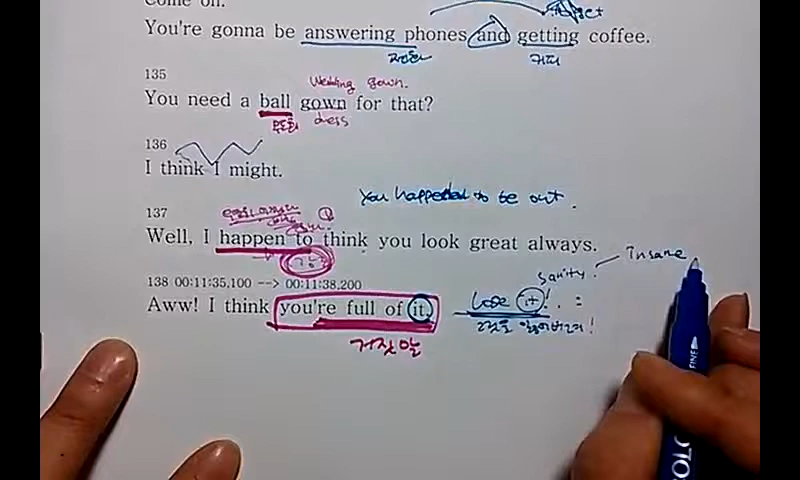 Come on.
You're gonna be answering phones and getting coffee.
커피
135
Wedding gown.
You need a ball gown for that?
무도회 dress
136
I think I might.
You happened to be out.
137
Well, I happen to think you look great always.
Insane
Sanity.
138 00:11:35,100 --> 00:11:38,200
Aww! I think you're full of it. Lose it!
거짓말